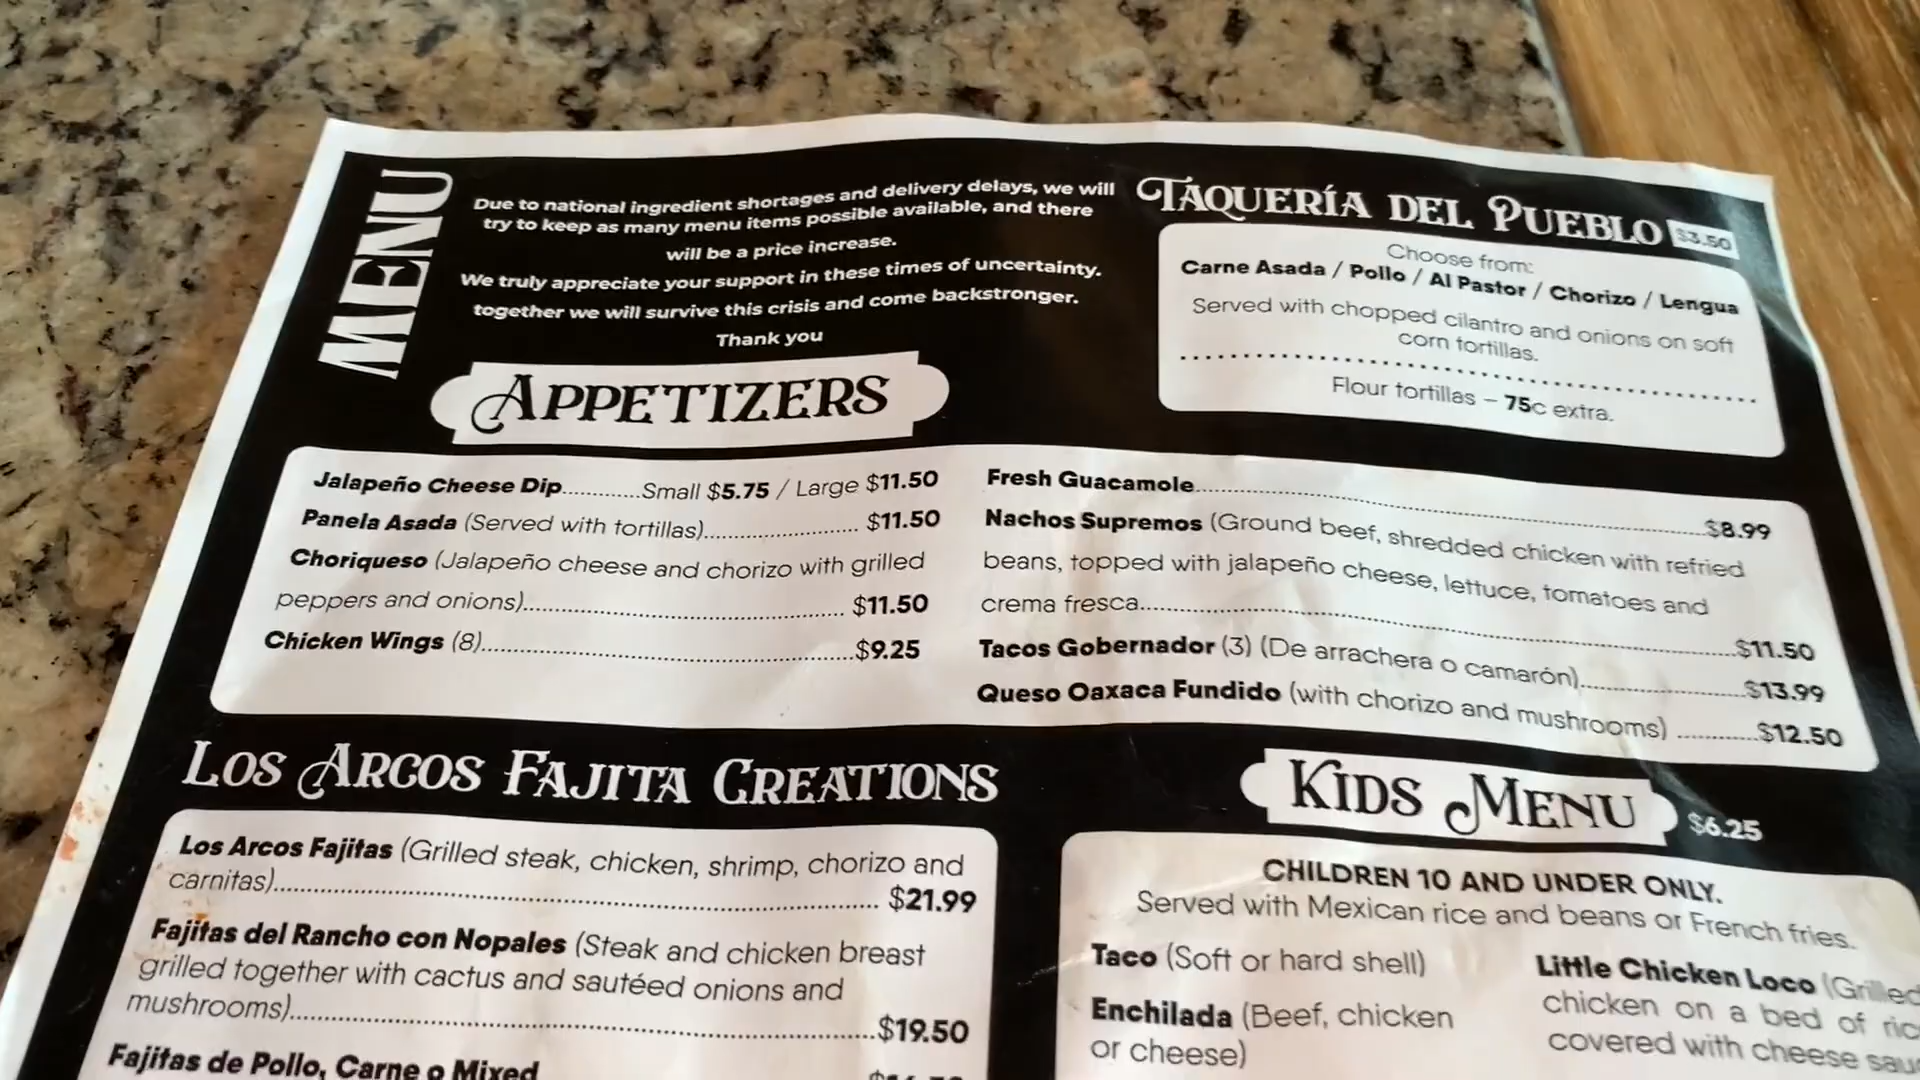 MENU
Due to national ingredient shortages and delivery delays, we will
try to keep as many menu items possible available, and there
will be a price increase.
We truly appreciate your support in these times of uncertainty.
together we will survive this crisis and come backstronger.
Thank you
TAQUERÍA DEL PUEBLO $3.50
Choose from:
Carne Asada / Pollo / Al Pastor / Chorizo / Lengua
Served with chopped cilantro and onions on soft
corn tortillas.
Flour tortillas – 75c extra.
APPETIZERS
Jalapeño Cheese Dip............Small $5.75 / Large $11.50
Panela Asada (Served with tortillas)........................ $11.50
Choriqueso (Jalapeño cheese and chorizo with grilled
peppers and onions)................................................... $11.50
Chicken Wings (8)............................................................$9.25
Fresh Guacamole..............................................................................$8.99
Nachos Supremos (Ground beef, shredded chicken with refried
beans, topped with jalapeño cheese, lettuce, tomatoes and
crema fresca..............................................................................................$11.50
Tacos Gobernador (3) (De arrachera o camarón)..........................$13.99
Queso Oaxaca Fundido (with chorizo and mushrooms) .............$12.50
LOS ARCOS FAJITA CREATIONS
Los Arcos Fajitas (Grilled steak, chicken, shrimp, chorizo and
carnitas)................................................................................ $21.99
Fajitas del Rancho con Nopales (Steak and chicken breast
grilled together with cactus and sautéed onions and
mushrooms)..............................................................................$19.50
Fajitas de Pollo, Carne o Mixed
KIDS MENU $6.25
CHILDREN 10 AND UNDER ONLY.
Served with Mexican rice and beans or French fries.
Taco (Soft or hard shell)
Enchilada (Beef, chicken
or cheese)
Little Chicken Loco (Grilled
chicken on a bed of
covered with cheese